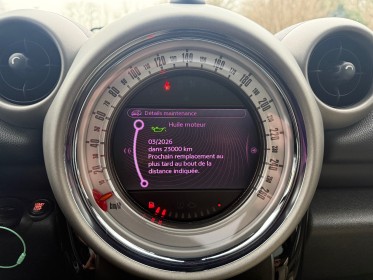 Détails maintenance
Huile moteur
03/2026
dans 25000 km
Prochain remplacement au
plus tard au bout de la
distance indiquée.